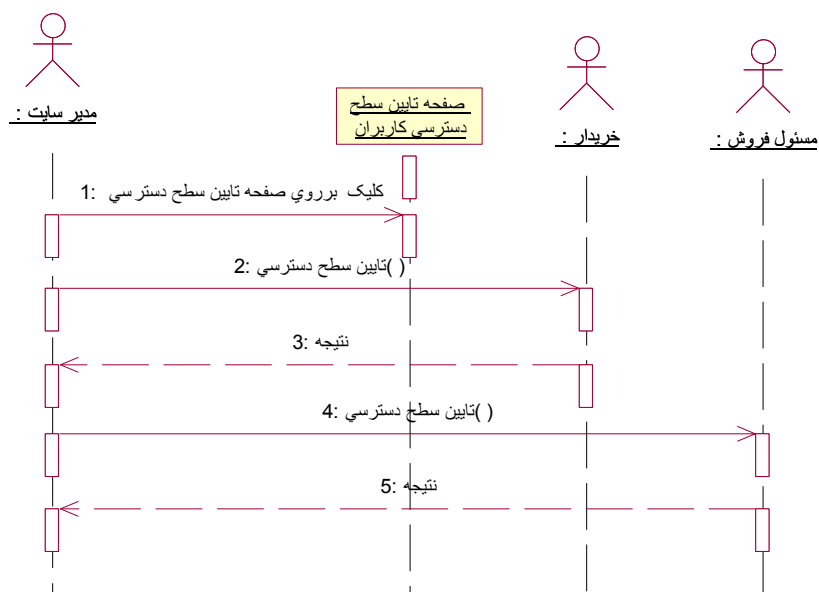 مدير سايت :
صفحه تايين سطح
دسترسي کاربران
خريدار :
مسئول فروش :
1: کليک برروي صفحه تايين سطح دسترسي
2: تايين سطح دسترسي( )
3: نتيجه
4: تايين سطح دسترسي( )
5: نتيجه